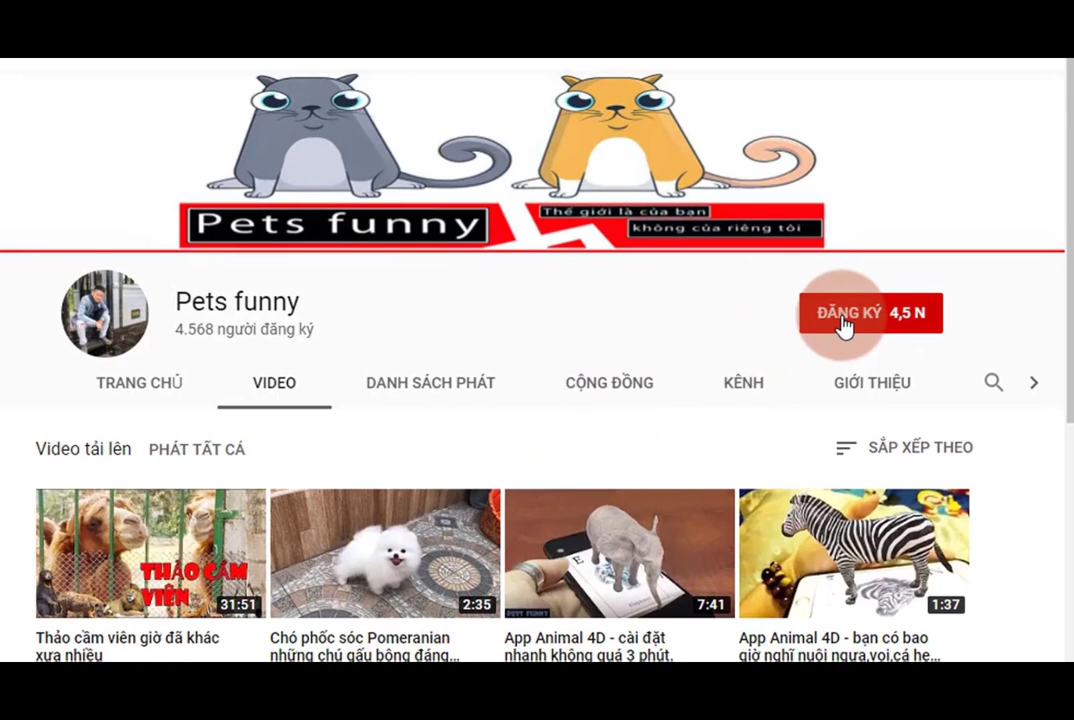 Pets funny
Thế giới là của bạn
không của riêng tôi
Pets funny
4.568 người đăng ký
ĐĂNG KÝ 4,5 N
TRANG CHỦ
VIDEO
DANH SÁCH PHÁT
CỘNG ĐỒNG
KÊNH
GIỚI THIỆU
Video tải lên
PHÁT TẤT CẢ
SẮP XẾP THEO
THẢO CẦM
VIÊN
31:51
2:35
E
PETS FUNNY
7:41
1:37
Thảo cầm viên giờ đã khác
xưa nhiều
Chó phốc sóc Pomeranian
những chú gấu bông đáng...
App Animal 4D - cài đặt
nhanh không quá 3 phút.
App Animal 4D - bạn có bao
giờ nghĩ nuôi ngựa,voi,cá he...